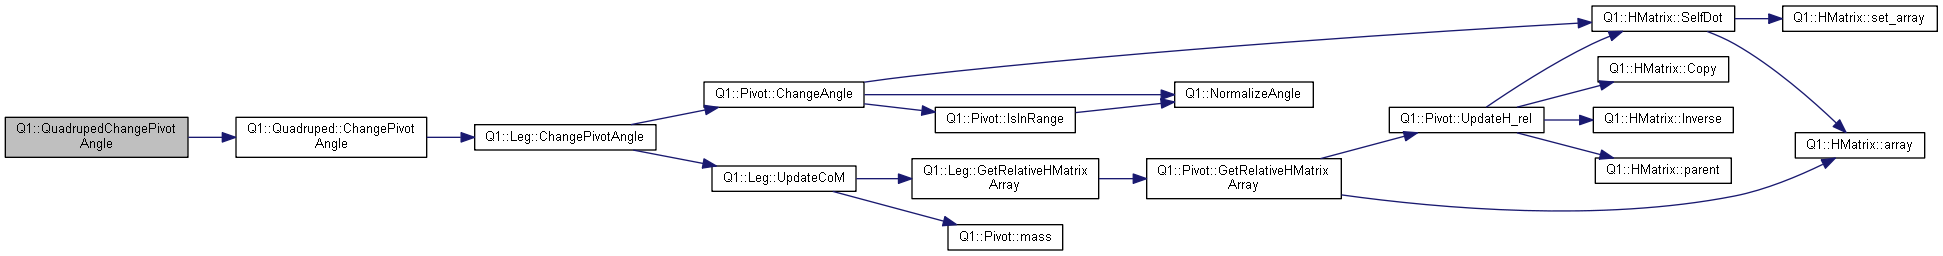 Q1::QuadrupedChangePivot
Angle
Q1::Quadruped::ChangePivot
Angle
Q1::Leg::ChangePivotAngle
Q1::Pivot::ChangeAngle
Q1::Leg::UpdateCoM
Q1::Pivot::IsInRange
Q1::NormalizeAngle
Q1::Leg::GetRelativeHMatrix
Array
Q1::Pivot::mass
Q1::Pivot::GetRelativeHMatrix
Array
Q1::Pivot::UpdateH_rel
Q1::HMatrix::SelfDot
Q1::HMatrix::Copy
Q1::HMatrix::Inverse
Q1::HMatrix::parent
Q1::HMatrix::set_array
Q1::HMatrix::array